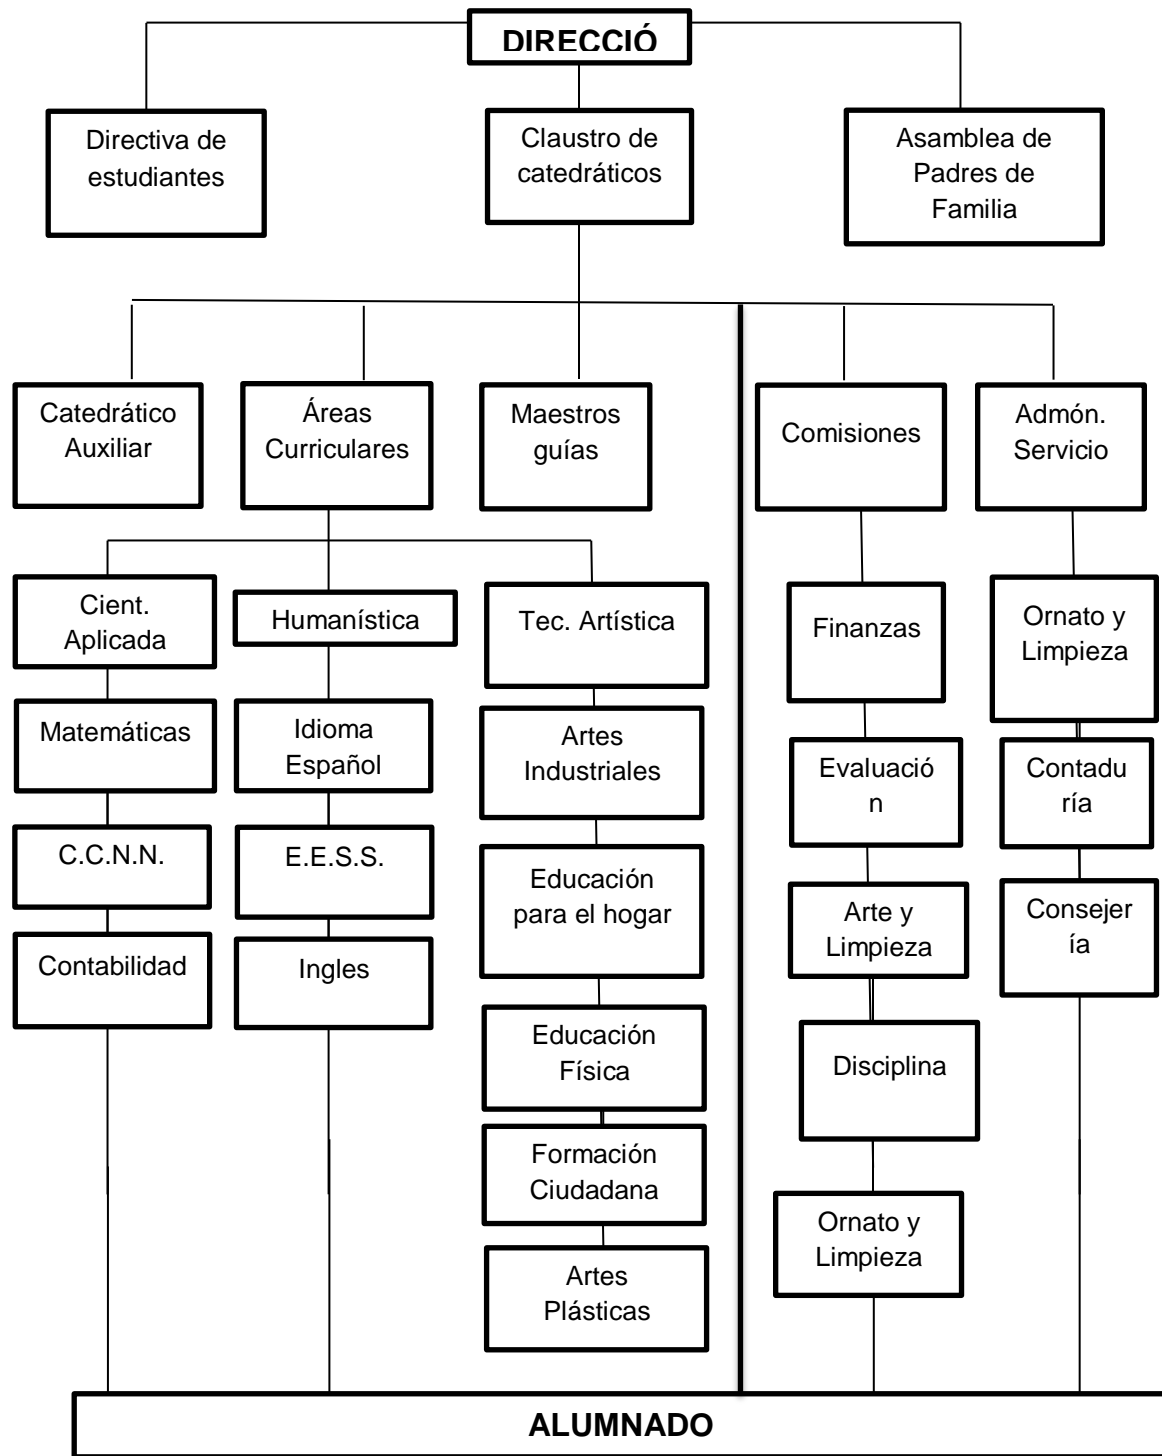 DIRECCIÓ
Directiva de
estudiantes
Claustro de
catedráticos
Asamblea de
Padres de
Familia
Catedrático
Auxiliar
Áreas
Curriculares
Maestros
guías
Comisiones
Admón.
Servicio
Cient.
Aplicada
Humanística
Tec. Artística
Finanzas
Ornato y
Limpieza
Matemáticas
Idioma
Español
Artes
Industriales
Evaluació
n
Contadu
ría
C.C.N.N.
E.E.S.S.
Educación
para el hogar
Arte y
Limpieza
Consejer
ía
Contabilidad
Ingles
Educación
Física
Disciplina
Formación
Ciudadana
Ornato y
Limpieza
Artes
Plásticas
ALUMNADO